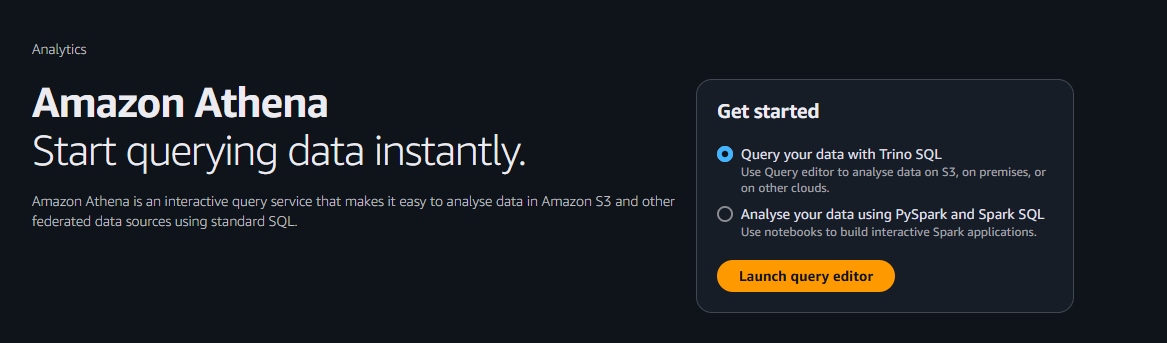 Analytics
Amazon Athena
Start querying data instantly.
Amazon Athena is an interactive query service that makes it easy to analyse data in Amazon S3 and other
federated data sources using standard SQL.
Get started
Query your data with Trino SQL
Use Query editor to analyse data on S3, on premises, or
on other clouds.
Analyse your data using PySpark and Spark SQL
Use notebooks to build interactive Spark applications.
Launch query editor